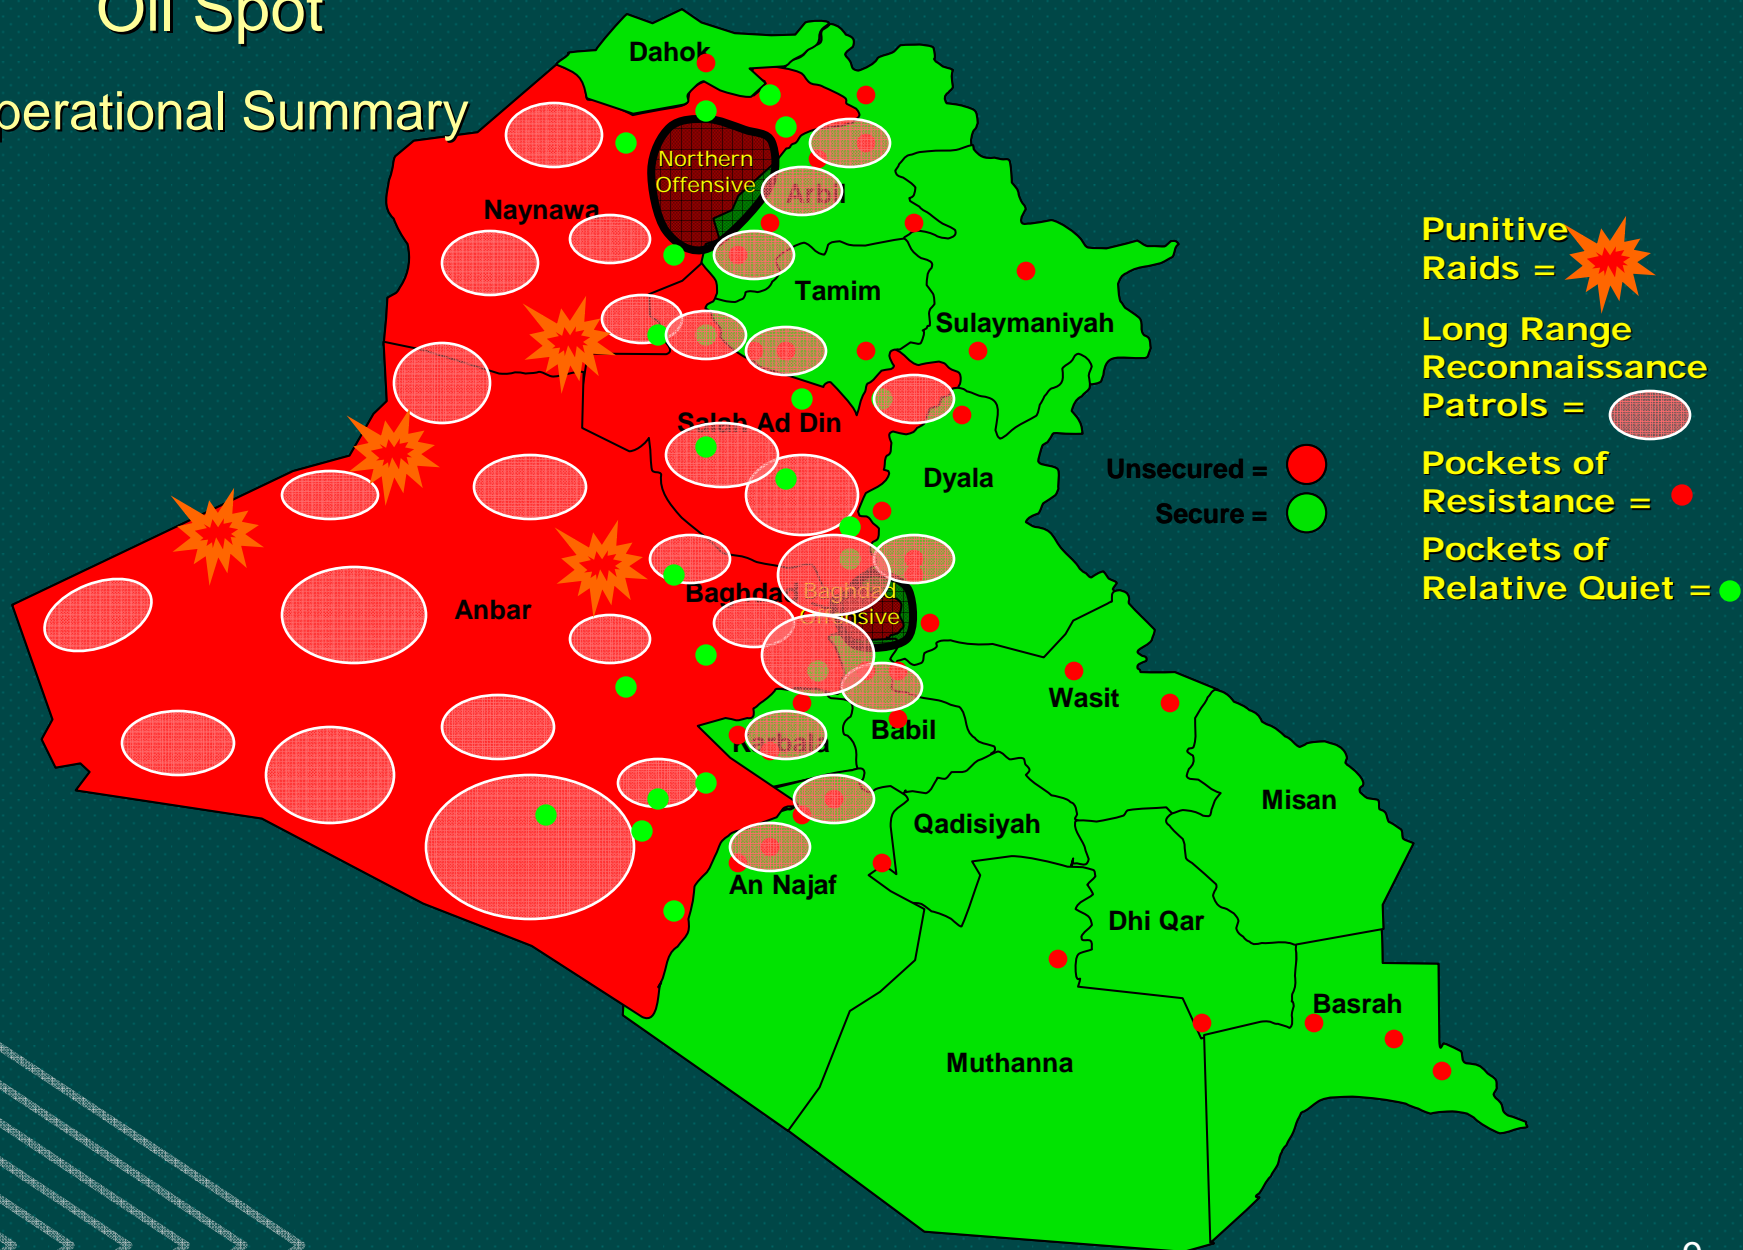 Oil Spot
perational Summary
Dahok
Northern
Offensive
Naynawa
Arbil
Tamim
Sulaymaniyah
Salah Ad Din
Dyala
Anbar
Baghdad
Baghdad
Offensive
Wasit
Karbala
Babil
Misan
Qadisiyah
An Najaf
Dhi Qar
Basrah
Muthanna
Unsecured =
Secure =
Punitive
Raids =
Long Range
Reconnaissance
Patrols =
Pockets of
Resistance =
Pockets of
Relative Quiet =